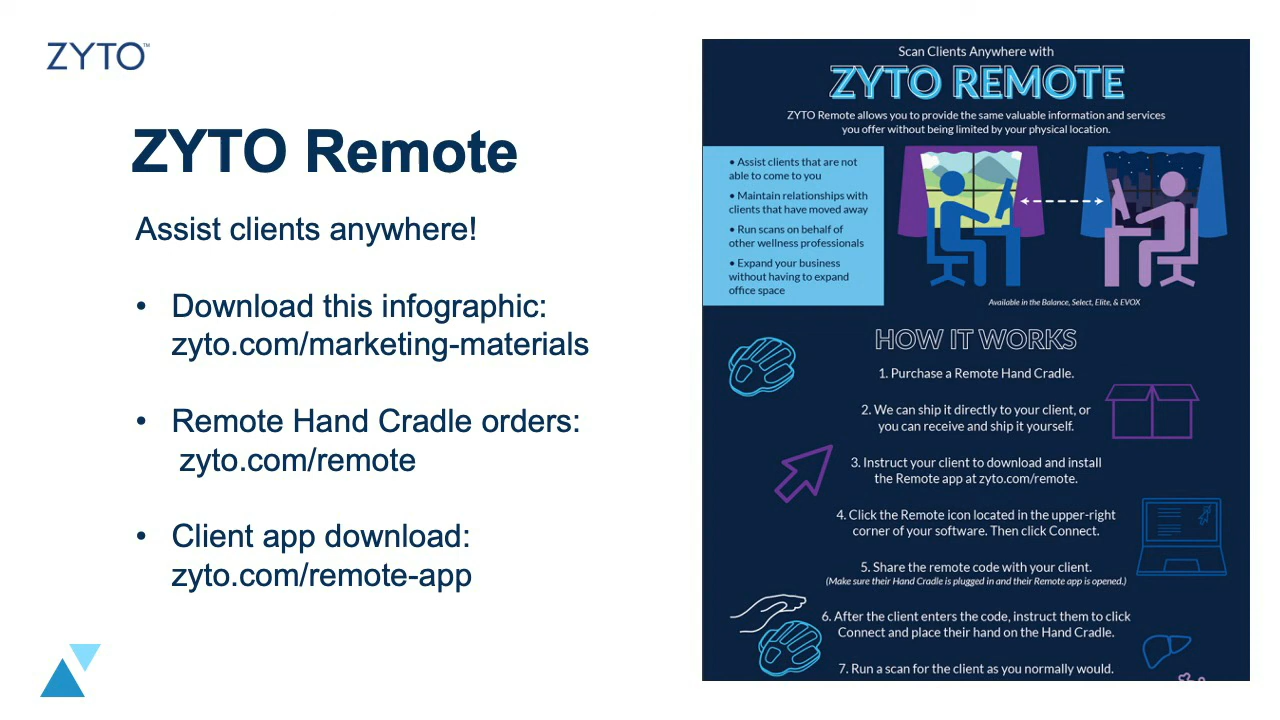 ZYTO™
ZYTO Remote
Assist clients anywhere!
• Download this infographic:
zyto.com/marketing-materials
• Remote Hand Cradle orders:
zyto.com/remote
• Client app download:
zyto.com/remote-app
Scan Clients Anywhere with
ZYTO REMOTE
ZYTO Remote allows you to provide the same valuable information and services
you offer without being limited by your physical location.
• Assist clients that are not
able to come to you
• Maintain relationships with
clients that have moved away
• Run scans on behalf of
other wellness professionals
• Expand your business
without having to expand
office space
Available in the Balance, Select, Elite, & EVOX
HOW IT WORKS
1. Purchase a Remote Hand Cradle.
2. We can ship it directly to your client, or
you can receive and ship it yourself.
3. Instruct your client to download and install
the Remote app at zyto.com/remote.
4. Click the Remote icon located in the upper-right
corner of your software. Then click Connect.
5. Share the remote code with your client.
(Make sure their Hand Cradle is plugged in and their Remote app is opened.)
6. After the client enters the code, instruct them to click
Connect and place their hand on the Hand Cradle.
7. Run a scan for the client as you normally would.